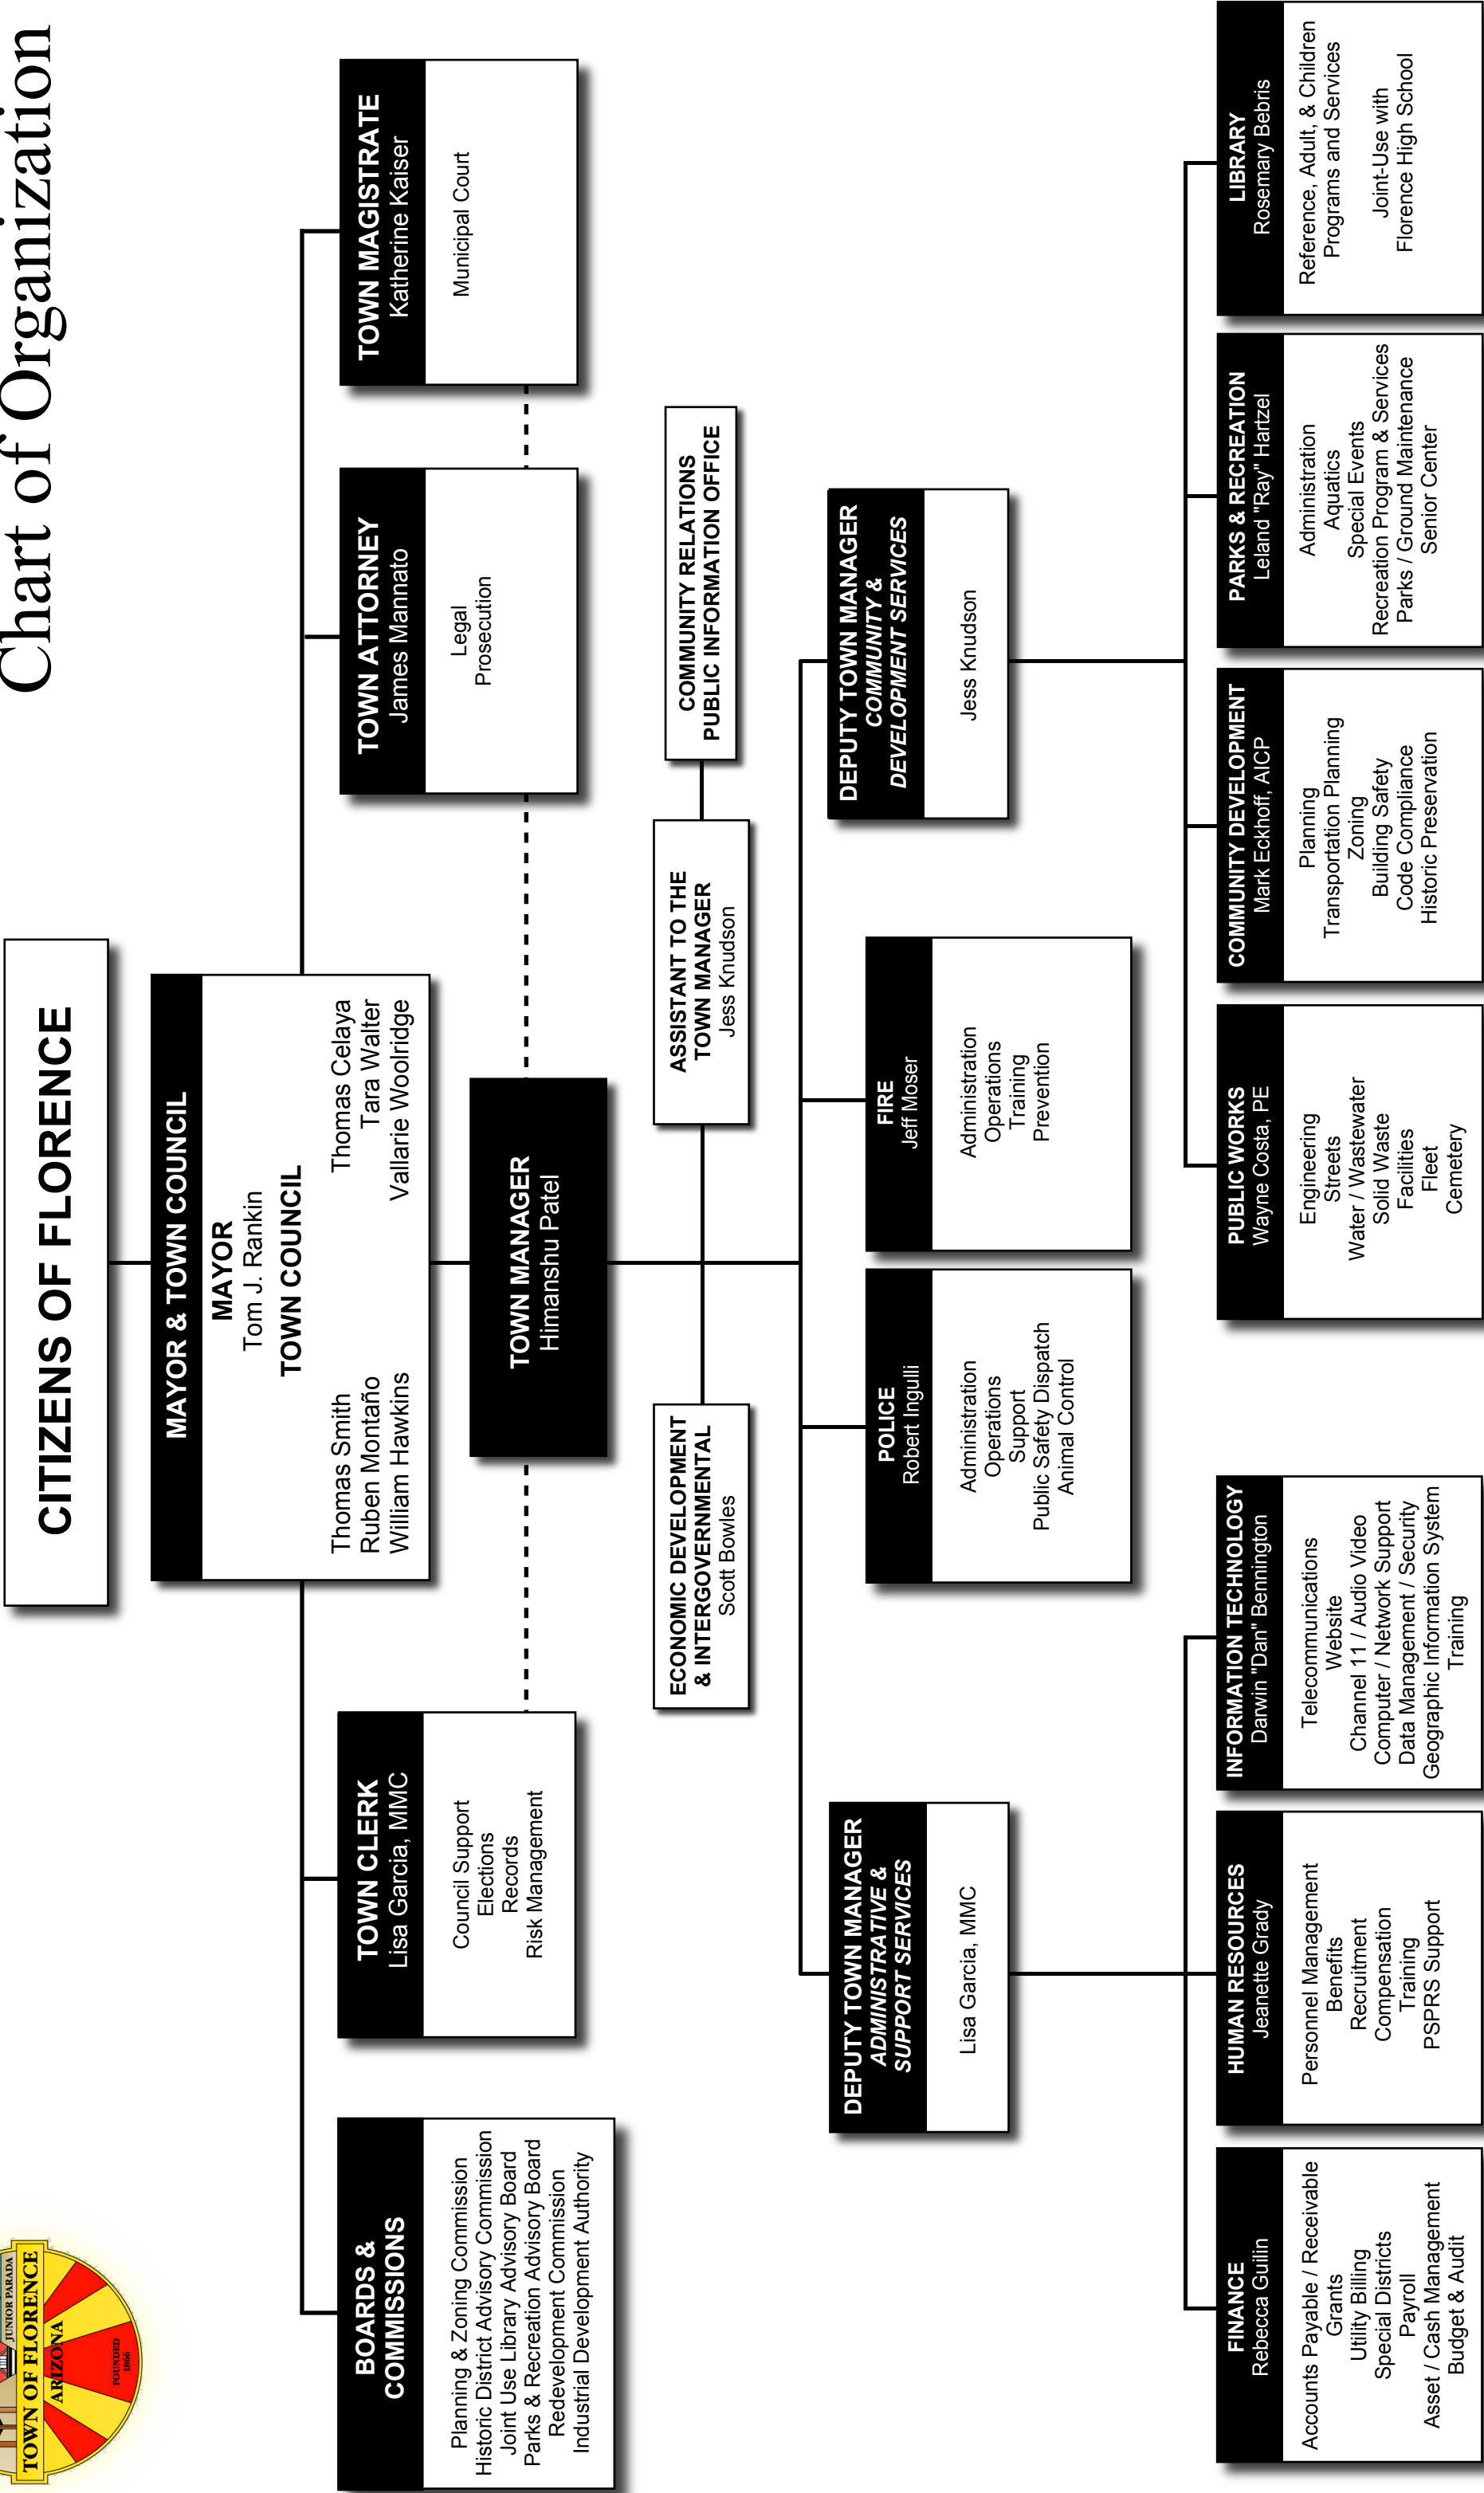 Chart of Organization
JUNIOR PARADA
TOWN OF FLORENCE
ARIZONA
FOUNDED
1866
CITIZENS OF FLORENCE
MAYOR & TOWN COUNCIL
MAYOR
Tom J. Rankin
TOWN COUNCIL
Thomas Smith
Ruben Montaño
William Hawkins
Thomas Celaya
Tara Walter
Vallarie Woolridge
BOARDS &
COMMISSIONS
Planning & Zoning Commission
Historic District Advisory Commission
Joint Use Library Advisory Board
Parks & Recreation Advisory Board
Redevelopment Commission
Industrial Development Authority
TOWN CLERK
Lisa Garcia, MMC
Council Support
Elections
Records
Risk Management
TOWN ATTORNEY
James Mannato
Legal
Prosecution
TOWN MAGISTRATE
Katherine Kaiser
Municipal Court
TOWN MANAGER
Himanshu Patel
ECONOMIC DEVELOPMENT
& INTERGOVERNMENTAL
Scott Bowles
ASSISTANT TO THE
TOWN MANAGER
Jess Knudson
COMMUNITY RELATIONS
PUBLIC INFORMATION OFFICE
DEPUTY TOWN MANAGER
ADMINISTRATIVE &
SUPPORT SERVICES
Lisa Garcia, MMC
POLICE
Robert Ingulli
Administration
Operations
Support
Public Safety Dispatch
Animal Control
FIRE
Jeff Moser
Administration
Operations
Training
Prevention
DEPUTY TOWN MANAGER
COMMUNITY &
DEVELOPMENT SERVICES
Jess Knudson
FINANCE
Rebecca Guilin
Accounts Payable / Receivable
Grants
Utility Billing
Special Districts
Payroll
Asset / Cash Management
Budget & Audit
HUMAN RESOURCES
Jeanette Grady
Personnel Management
Benefits
Recruitment
Compensation
Training
PSPRS Support
INFORMATION TECHNOLOGY
Darwin "Dan" Bennington
Telecommunications
Website
Channel 11 / Audio Video
Computer / Network Support
Data Management / Security
Geographic Information System
Training
PUBLIC WORKS
Wayne Costa, PE
Engineering
Streets
Water / Wastewater
Solid Waste
Facilities
Fleet
Cemetery
COMMUNITY DEVELOPMENT
Mark Eckhoff, AICP
Planning
Transportation Planning
Zoning
Building Safety
Code Compliance
Historic Preservation
PARKS & RECREATION
Leland "Ray" Hartzel
Administration
Aquatics
Special Events
Recreation Program & Services
Parks / Ground Maintenance
Senior Center
LIBRARY
Rosemary Bebris
Reference, Adult, & Children
Programs and Services
Joint-Use with
Florence High School